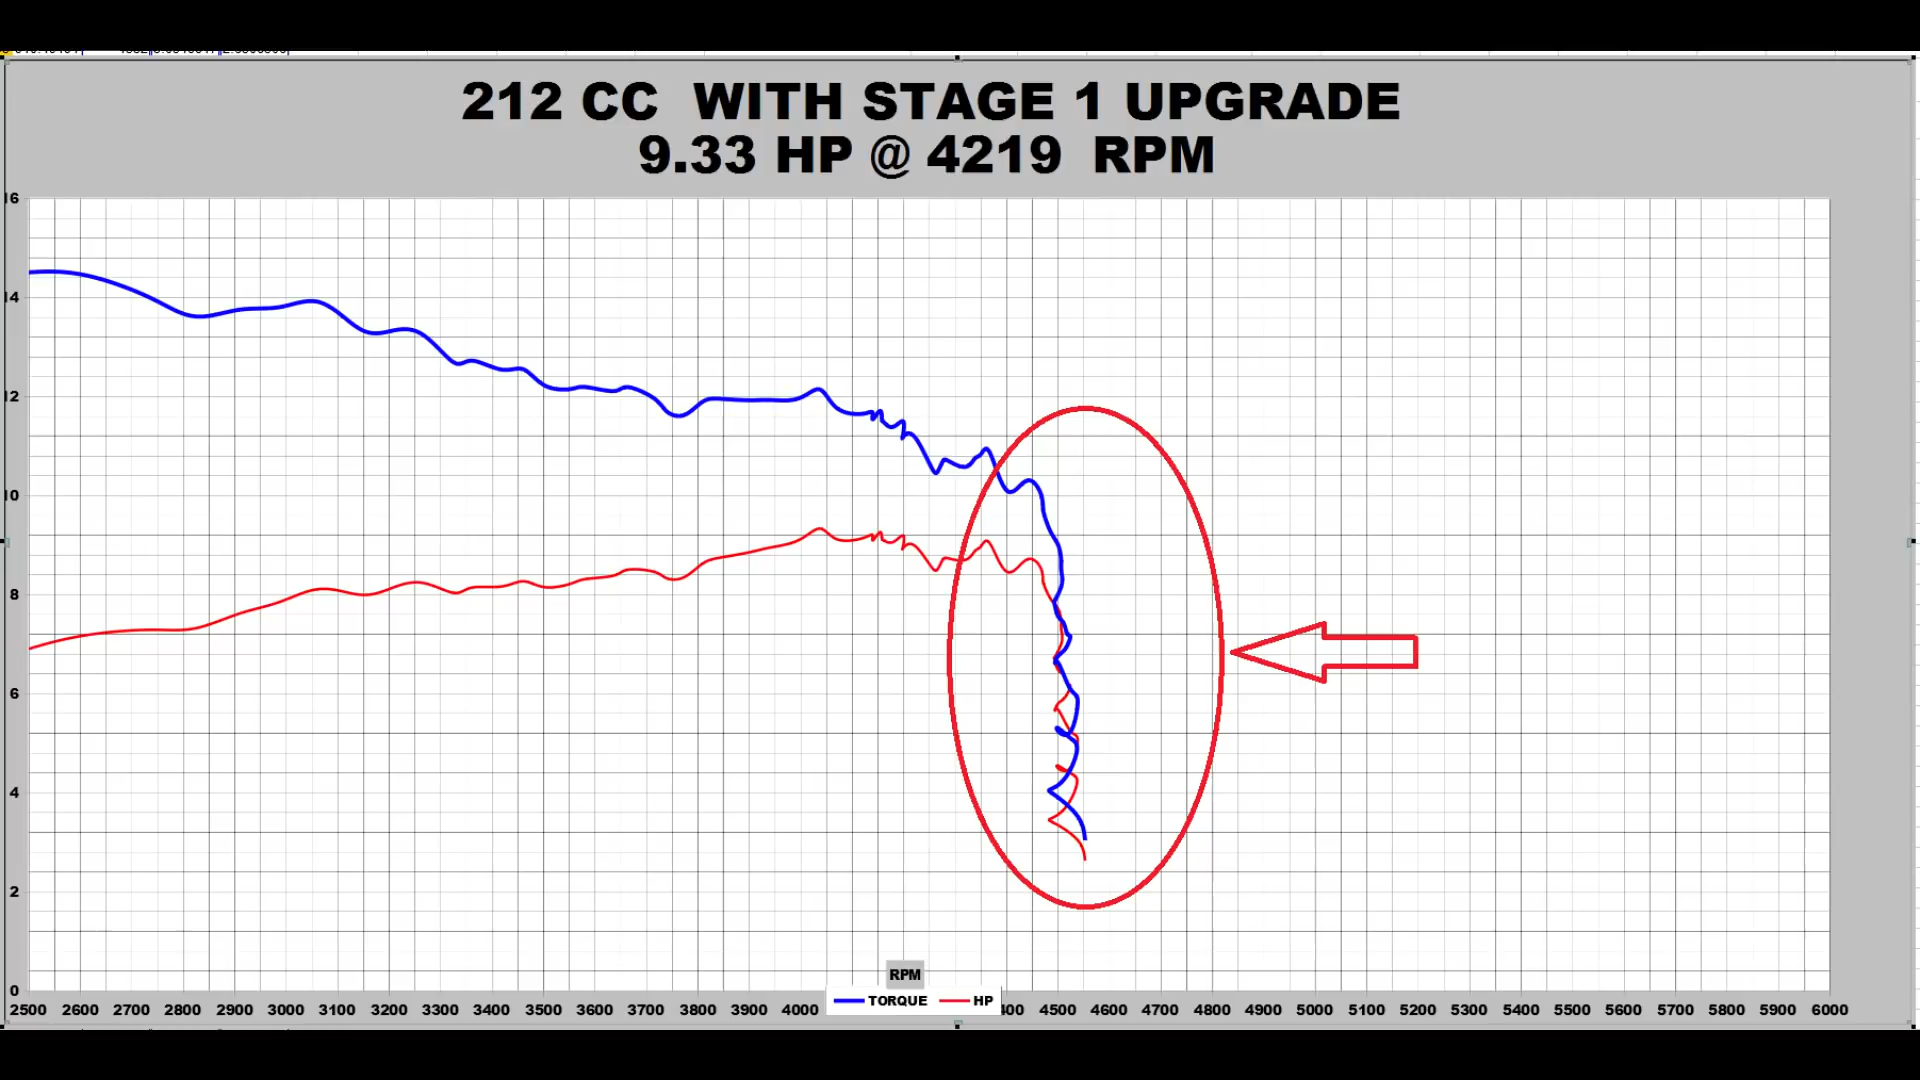 212 CC WITH STAGE 1 UPGRADE
9.33 HP @ 4219 RPM
16
14
12
10
8
6
4
2
0
RPM
TORQUE HP
2500 2600 2700 2800 2900 3000 3100 3200 3300 3400 3500 3600 3700 3800 3900 4000 400 4500 4600 4700 4800 4900 5000 5100 5200 5300 5400 5500 5600 5700 5800 5900 6000